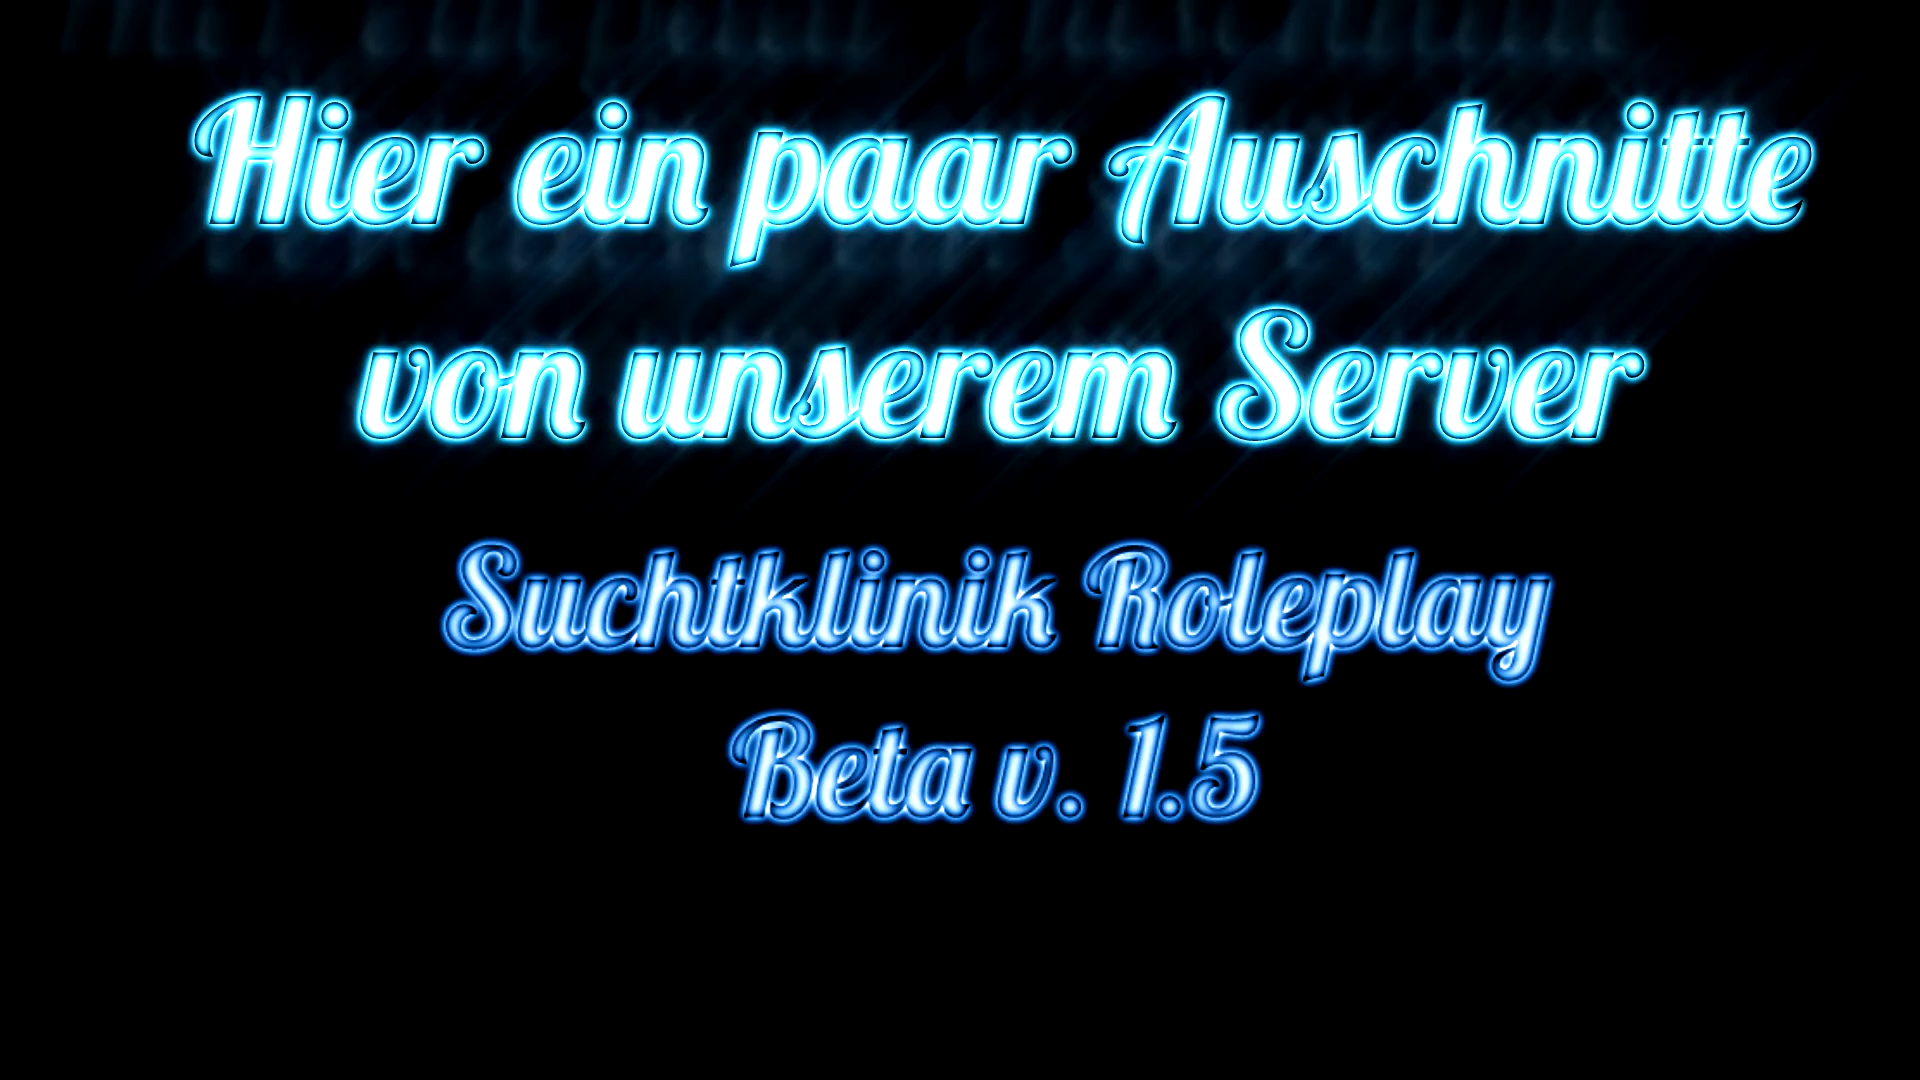 Hier ein paar Auschnitte
von unserem Server
Suchtklinik Roleplay
Beta v. 1.5